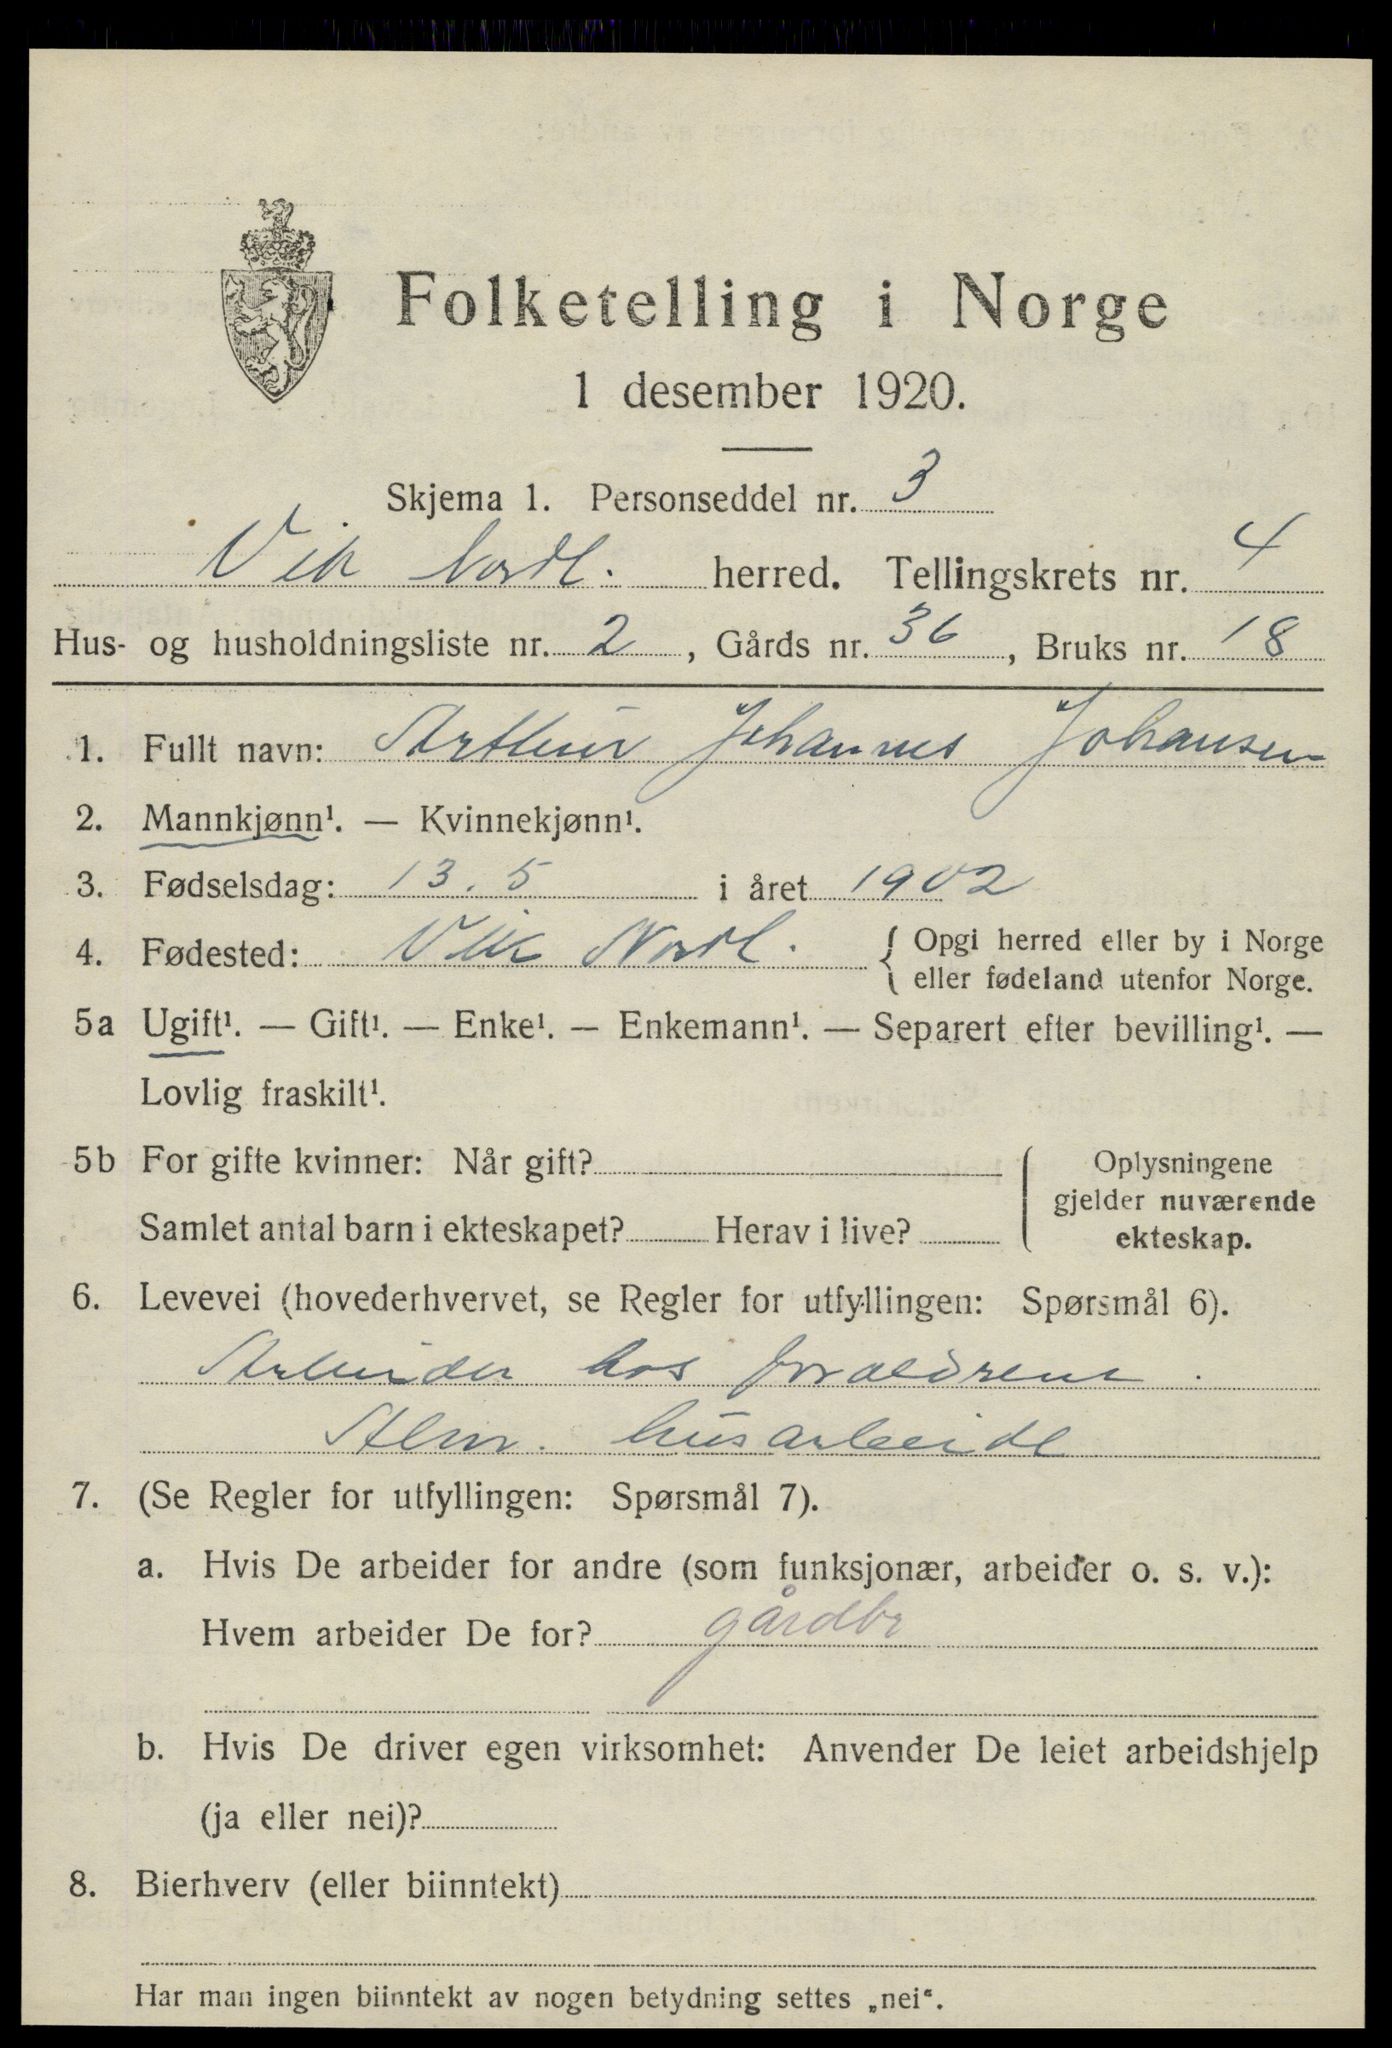 Folketelling i Norge
1 desember 1920.
Skjema 1. Personseddel nr. 3
Vik Nordl. herred. Tellingskrets nr. 4
Hus- og husholdningsliste nr. 2, Gårds nr. 36, Bruks nr. 18
1. Fullt navn: Arthur Johannes Johansen
2. Mannkjønn¹. — Kvinnekjønn¹.
3. Fødselsdag: 13.5 i året 1902
4. Fødested: Vik Nordl. { Opgi herred eller by i Norge
eller fødeland utenfor Norge.
5a Ugift¹. — Gift¹. — Enke¹. — Enkemann¹. — Separert efter bevilling¹. —
Lovlig fraskilt¹.
5b For gifte kvinner: Når gift?
Samlet antal barn i ekteskapet? Herav i live?
Oplysningene
gjelder nuværende
ekteskap.
6. Levevei (hovederhvervet, se Regler for utfyllingen: Spørsmål 6).
Arbeider hos foraldrene.
Alm. husarbeide
7. (Se Regler for utfyllingen: Spørsmål 7).
a. Hvis De arbeider for andre (som funksjonær, arbeider o. s. v.):
Hvem arbeider De for? gårdbr
b. Hvis De driver egen virksomhet: Anvender De leiet arbeidshjelp
(ja eller nei)?
8. Bierhverv (eller biinntekt)
Har man ingen biinntekt av nogen betydning settes „nei“.